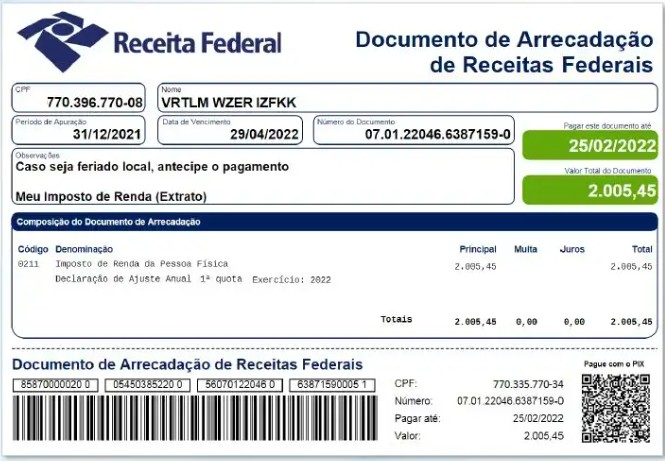 Receita Federal
Documento de Arrecadação
de Receitas Federais
CPF
770.396.770-08
Nome
VRTLM WZER IZFKK
Período de Apuração
31/12/2021
Data de Vencimento
29/04/2022
Número do Documento
07.01.22046.6387159-0
Pagar este documento até
25/02/2022
Observações
Caso seja feriado local, antecipe o pagamento
Meu Imposto de Renda (Extrato)
Valor Total do Documento
2.005,45
Composição do Documento de Arrecadação
Código Denominação Principal Multa Juros Total
0211 Imposto de Renda da Pessoa Física 2.005,45 2.005,45
Declaração de Ajuste Anual 1ª quota Exercício: 2022
Totais 2.005,45 0,00 0,00 2.005,45
Documento de Arrecadação de Receitas Federais
85870000020 0 05450385220 0 56070122046 0 63871590005 1
CPF: 770.335.770-34
Número: 07.01.22046.6387159-0
Pagar até: 25/02/2022
Valor: 2.005,45
Pague com o PIX